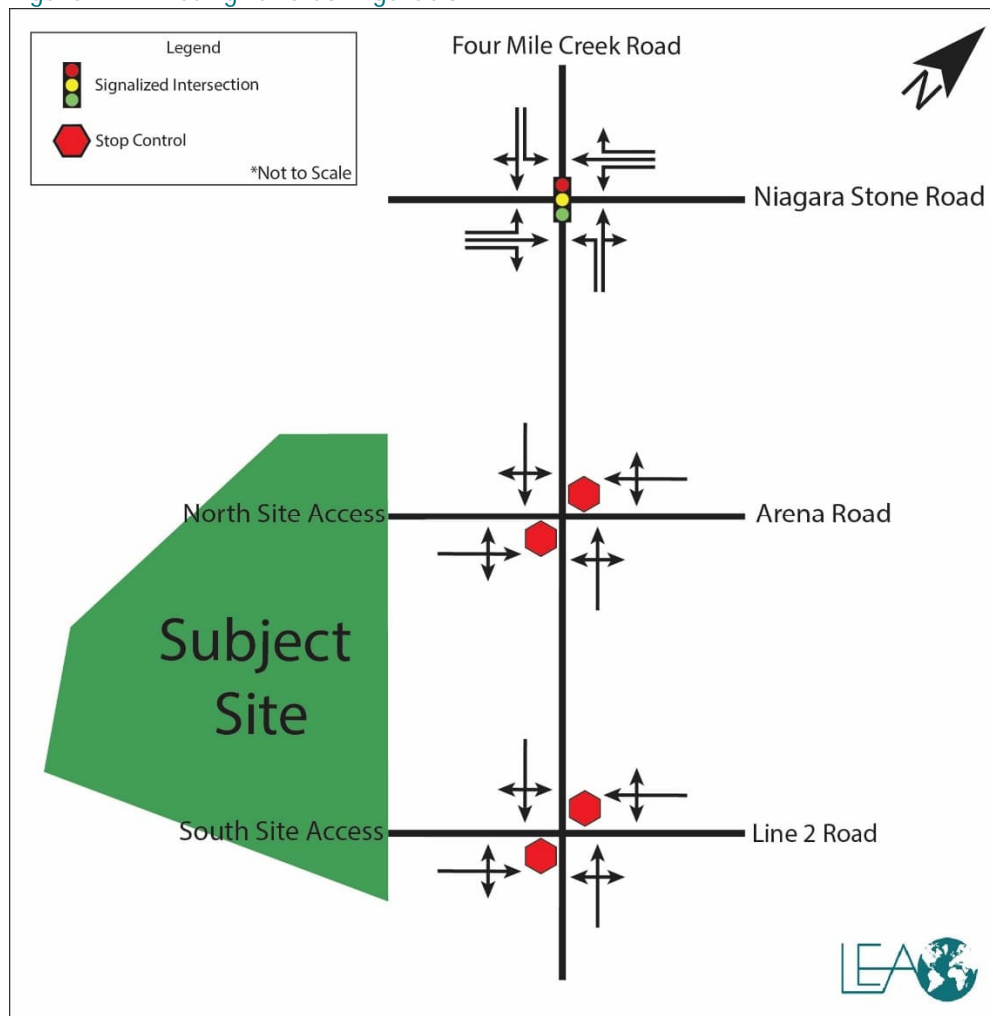 Legend
Signalized Intersection
Stop Control
*Not to Scale
Four Mile Creek Road
N
Niagara Stone Road
North Site Access
Arena Road
Subject
Site
South Site Access
Line 2 Road
LEA